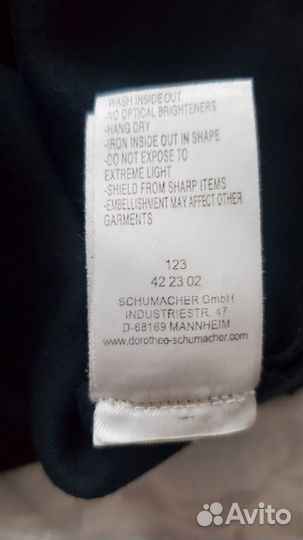 -WASH INSIDE OUT
-NO OPTICAL BRIGHTENERS
-HANG DRY
-IRON INSIDE OUT IN SHAPE
-DO NOT EXPOSE TO
EXTREME LIGHT
-SHIELD FROM SHARP ITEMS
-EMBELLISHMENT MAY AFFECT OTHER
GARMENTS
123
42 23 02
SCHUMACHER GmbH
INDUSTRIESTR. 47
D-68169 MANNHEIM
www.dorothee-schumacher.com
Avito